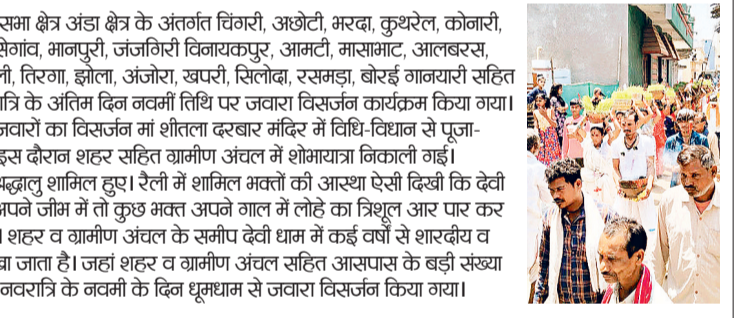 सभा क्षेत्र अंडा क्षेत्र के अंतर्गत चिंगरी, अछोटी, भरदा, कुथरेल, कोनारी,
सेगांव, भानपुरी, जंजगिरी विनायकपुर, आमटी, मासाभाट, आलबरस,
नी, तिरगा, झोला, अंजोरा, खपरी, सिलोदा, रसमड़ा, बोरई गानयारी सहित
ात्रि के अंतिम दिन नवमीं तिथि पर जवारा विसर्जन कार्यक्रम किया गया।
जवारों का विसर्जन मां शीतला दरबार मंदिर में विधि-विधान से पूजा-
इस दौरान शहर सहित ग्रामीण अंचल में शोभायात्रा निकाली गई।
श्रद्धालु शामिल हुए। रैली में शामिल भक्तों की आस्था ऐसी दिखी कि देवी
अपने जीभ में तो कुछ भक्त अपने गाल में लोहे का त्रिशूल आर पार कर
। शहर व ग्रामीण अंचल के समीप देवी धाम में कई वर्षों से शारदीय व
खा जाता है। जहां शहर व ग्रामीण अंचल सहित आसपास के बड़ी संख्या
नवरात्रि के नवमी के दिन धूमधाम से जवारा विसर्जन किया गया।